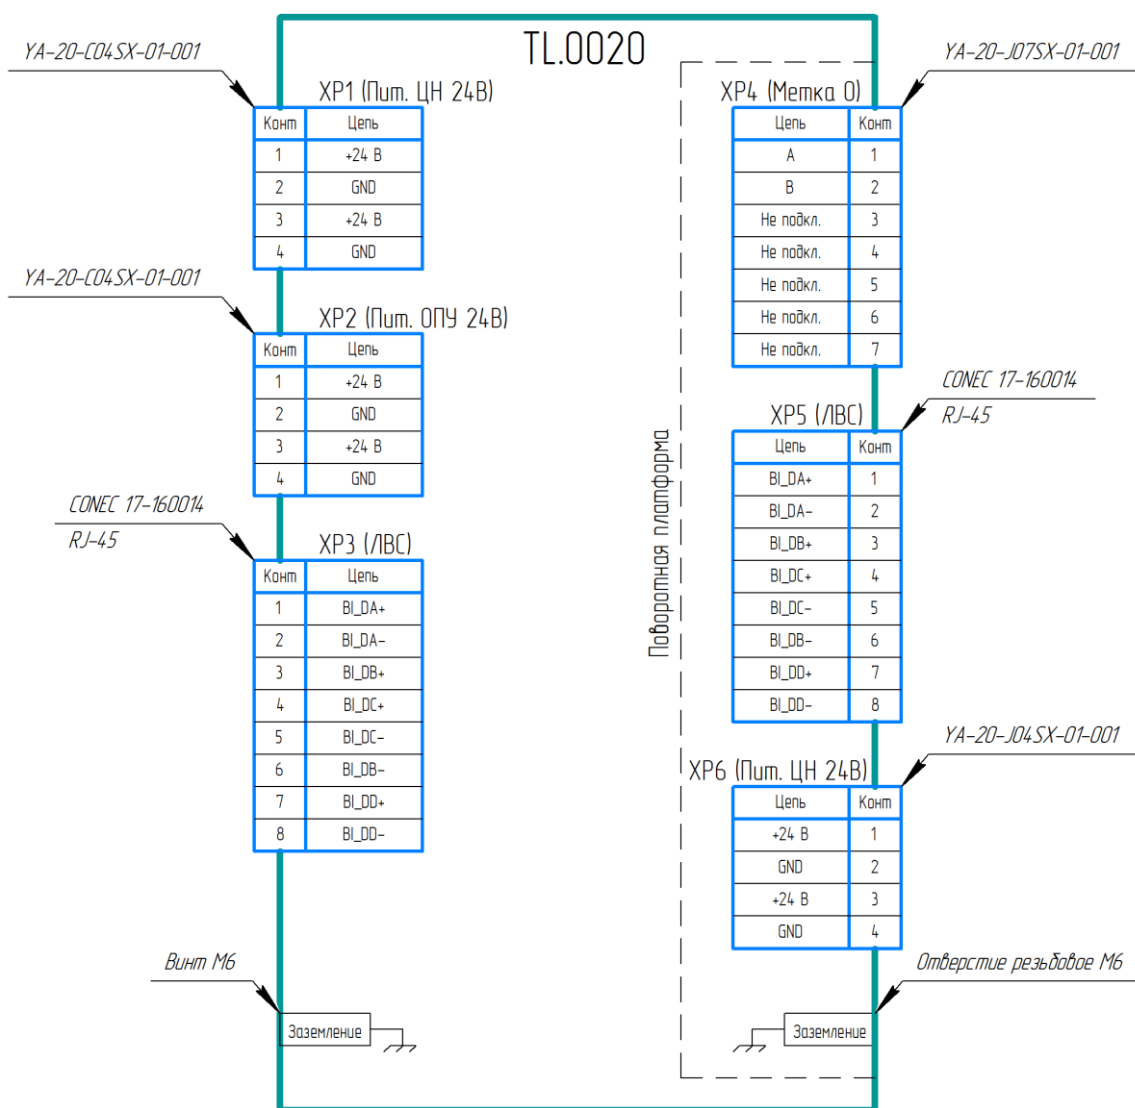 TL.0020
YA-20-C04SX-01-001
XP1 (Пит. ЦН 24В)
Конт Цепь
1 +24 В
2 GND
3 +24 В
4 GND
YA-20-C04SX-01-001
XP2 (Пит. ОПУ 24В)
Конт Цепь
1 +24 В
2 GND
3 +24 В
4 GND
CONEC 17-160014
RJ-45
XP3 (ЛВС)
Конт Цепь
1 BI_DA+
2 BI_DA-
3 BI_DB+
4 BI_DC+
5 BI_DC-
6 BI_DB-
7 BI_DD+
8 BI_DD-
Винт М6
Заземление
Поворотная платформа
YA-20-J07SX-01-001
XP4 (Метка 0)
Цепь Конт
A 1
B 2
Не подкл. 3
Не подкл. 4
Не подкл. 5
Не подкл. 6
Не подкл. 7
CONEC 17-160014
RJ-45
XP5 (ЛВС)
Цепь Конт
BI_DA+ 1
BI_DA- 2
BI_DB+ 3
BI_DC+ 4
BI_DC- 5
BI_DB- 6
BI_DD+ 7
BI_DD- 8
YA-20-J04SX-01-001
XP6 (Пит. ЦН 24В)
Цепь Конт
+24 В 1
GND 2
+24 В 3
GND 4
Отверстие резьбовое М6
Заземление